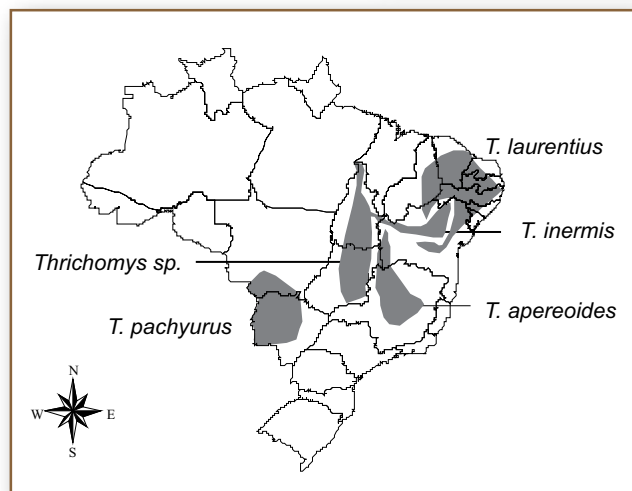 T. laurentius
T. inermis
Thrichomys sp.
T. apereoides
T. pachyurus
N
W E
S